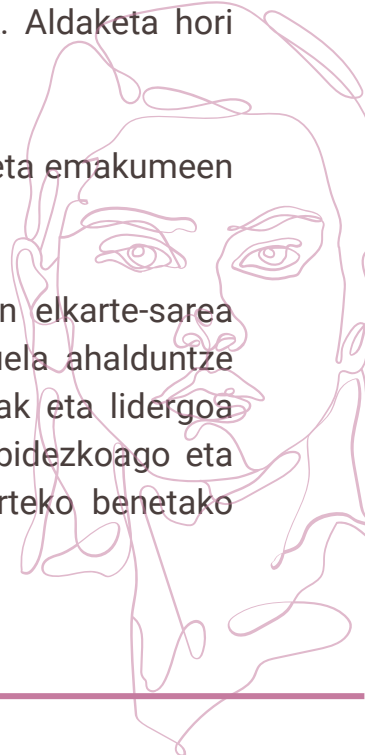 . Aldaketa hori
eta emakumeen
n elkarte-sarea
uela ahalduntze
ak eta lidergoa
bidezkoago eta
rteko benetako